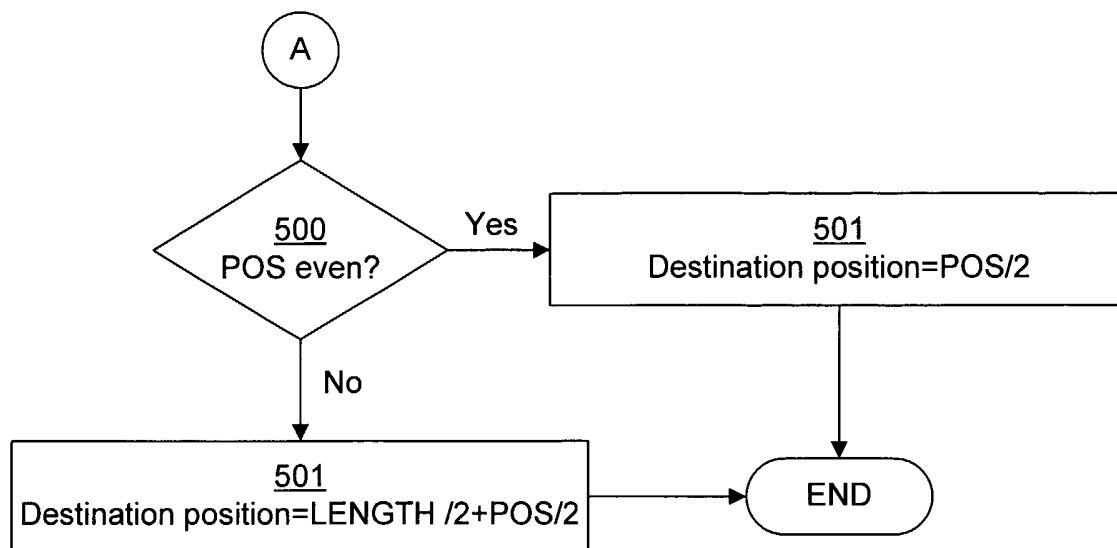 A
500
POS even?
Yes
501
Destination position=POS/2
No
501
Destination position=LENGTH /2+POS/2
END